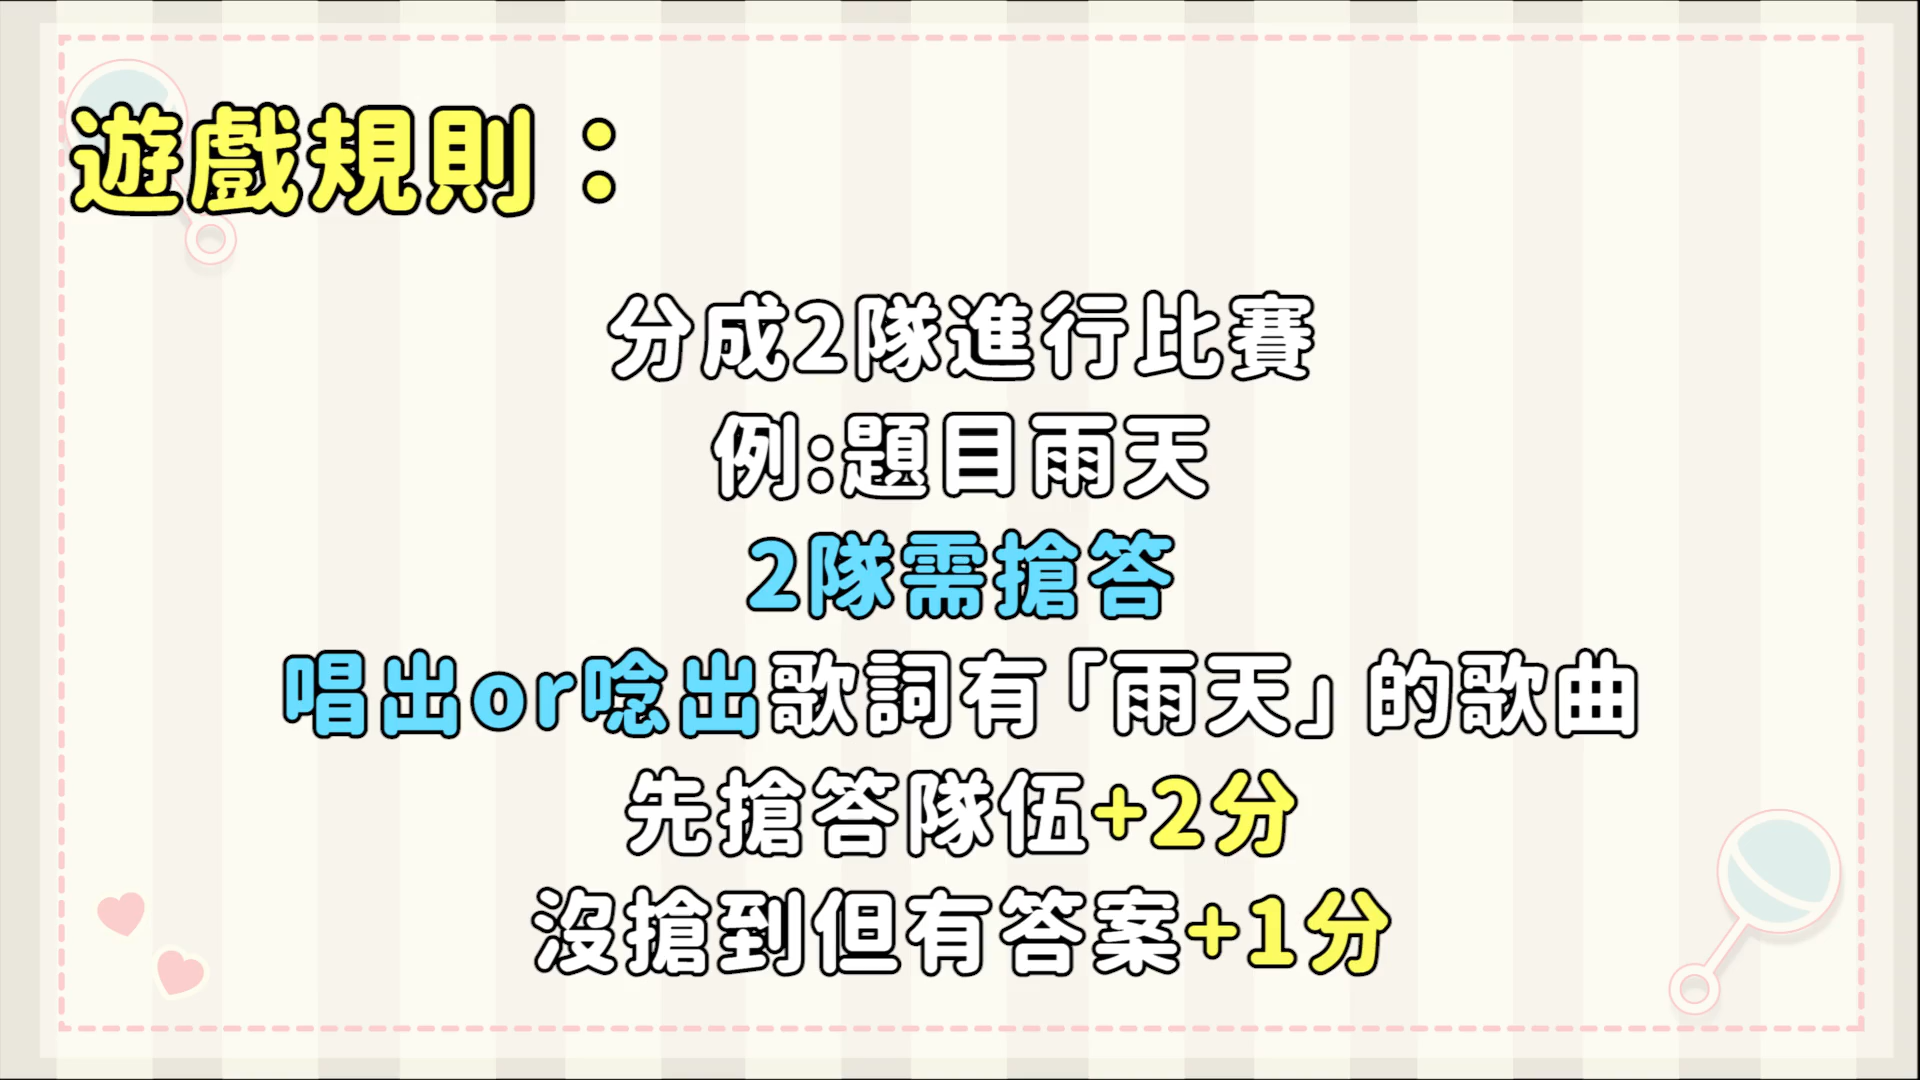 遊戲規則：
分成2隊進行比賽
例:題目雨天
2隊需搶答
唱出or唸出歌詞有「雨天」的歌曲
先搶答隊伍+2分
沒搶到但有答案+1分